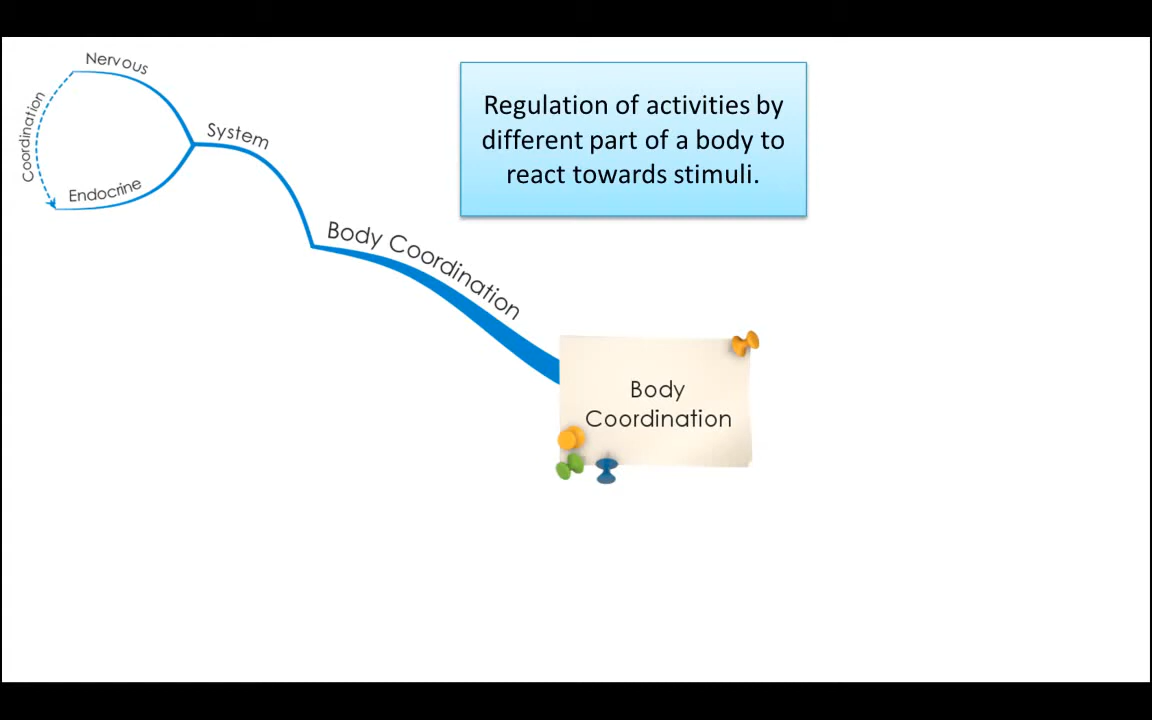 Nervous
Coordination
System
Endocrine
Regulation of activities by
different part of a body to
react towards stimuli.
Body Coordination
Body
Coordination